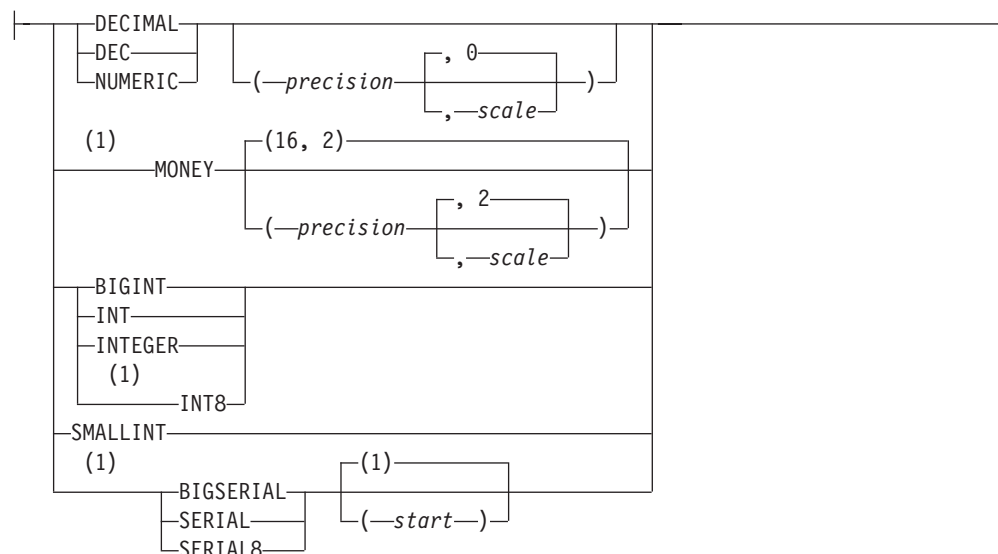 DECIMAL
DEC , 0
NUMERIC ( precision )
, scale
(1) (16, 2)
MONEY
, 2
( precision )
, scale
BIGINT
INT
INTEGER
(1)
INT8
SMALLINT
(1) (1)
BIGSERIAL
SERIAL ( start )
SERIAL8